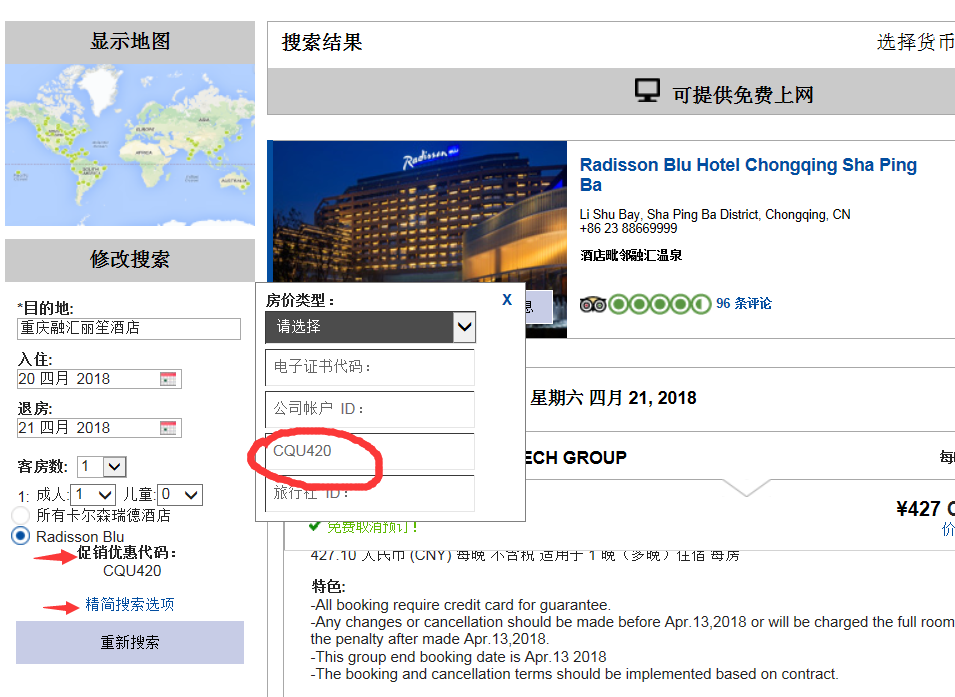 显示地图
修改搜索
*目的地:
重庆融汇丽笙酒店
入住:
20 四月 2018
退房:
21 四月 2018
客房数: 1
1: 成人: 1 儿童: 0
所有卡尔森瑞德酒店
Radisson Blu
促销优惠代码：
CQU420
精简搜索选项
重新搜索
搜索结果
选择货币
可提供免费上网
Radisson
Radisson Blu Hotel Chongqing Sha Ping
Ba
Li Shu Bay, Sha Ping Ba District, Chongqing, CN
+86 23 88669999
酒店毗邻融汇温泉
息
96 条评论
房价类型：
X
请选择
电子证书代码：
公司帐户 ID：
CQU420
旅行社 ID：
星期六 四月 21, 2018
ECH GROUP
每
¥427
价
免费取消预订！
427.10 人民币 (CNY) 每晚 不含税 适用于 1 晚（多晚）住宿 每房
特色:
-All booking require credit card for guarantee.
-Any changes or cancellation should be made before Apr.13,2018 or will be charged the full room
the penalty after made Apr.13,2018.
-This group end booking date is Apr.13 2018
-The booking and cancellation terms should be implemented based on contract.